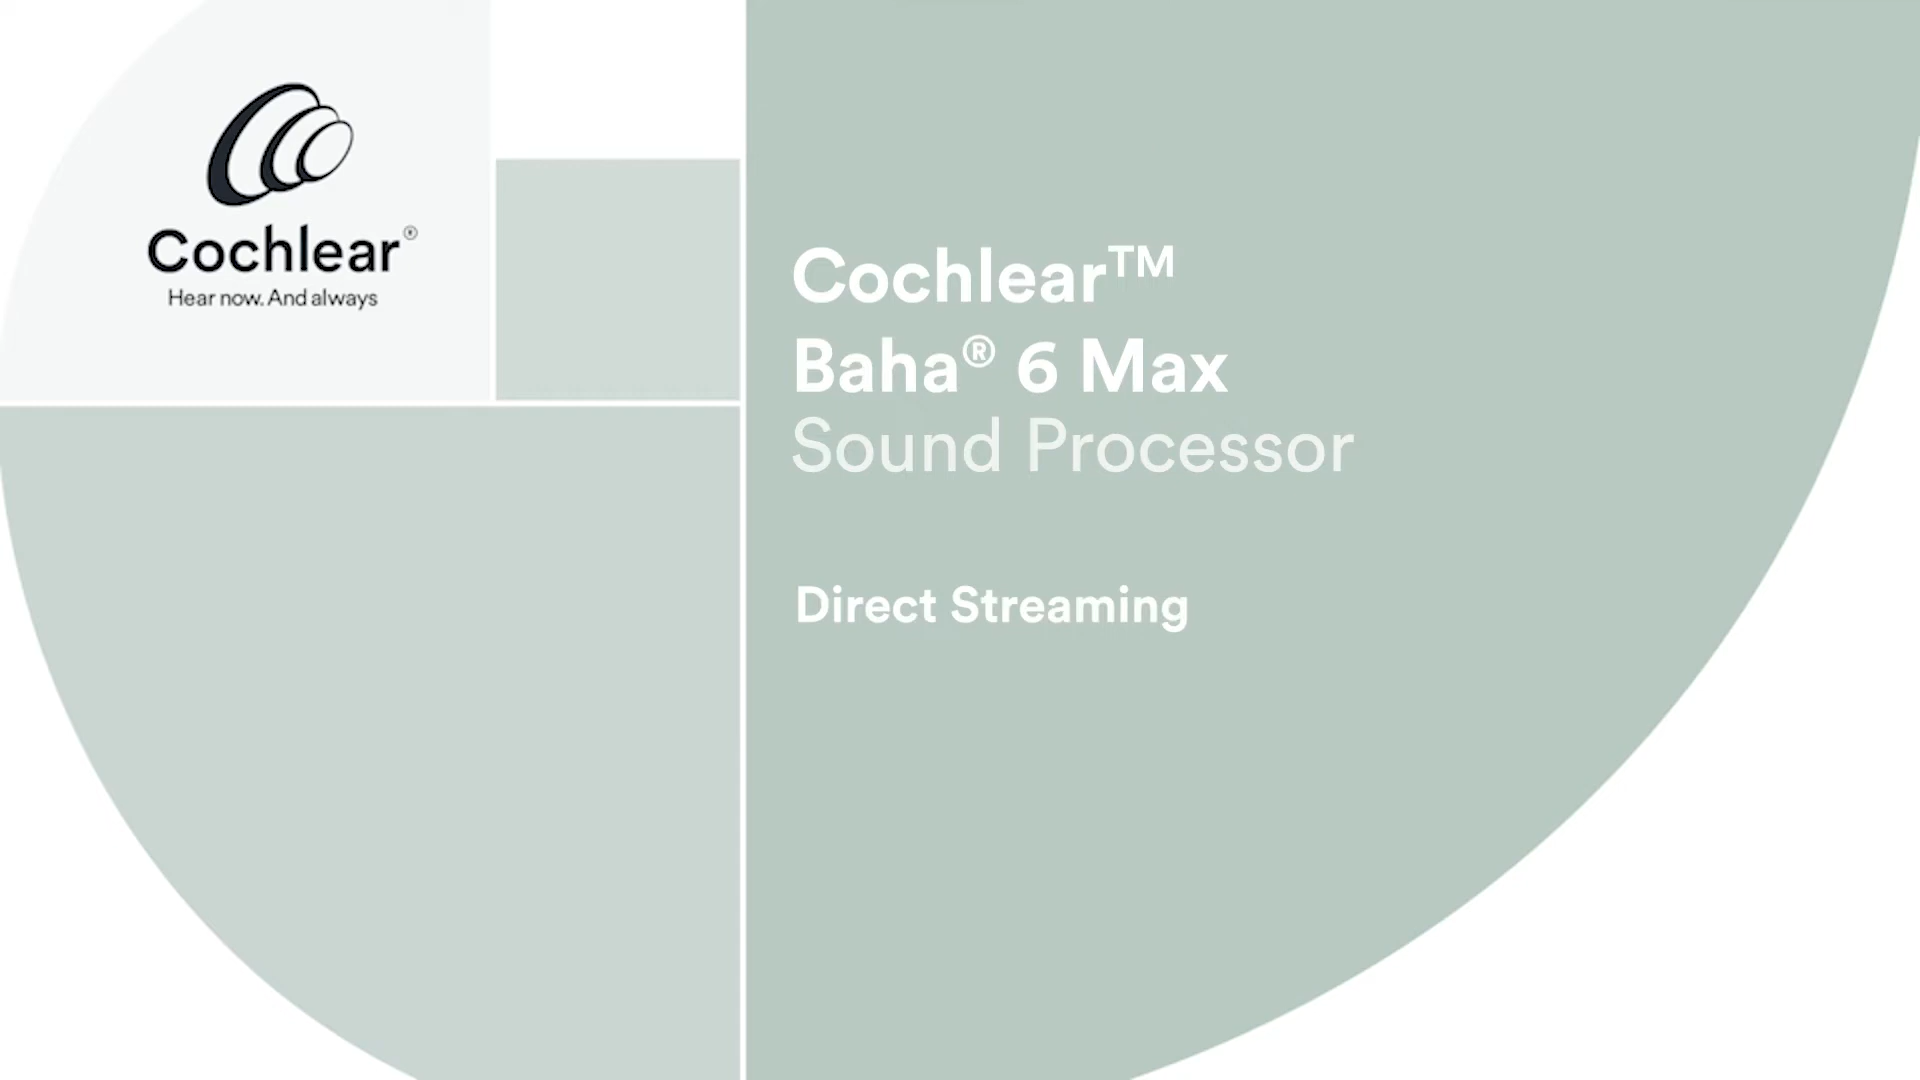 Cochlear®
Hear now. And always
Cochlear™
Baha® 6 Max
Sound Processor
Direct Streaming